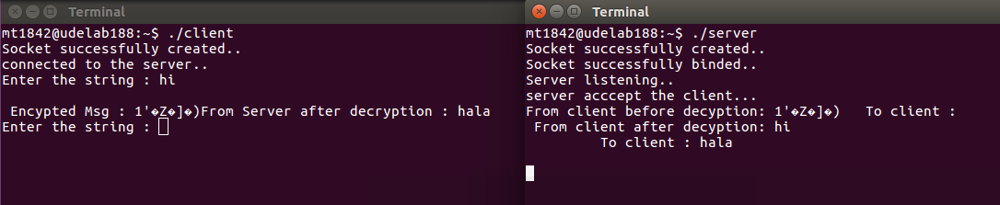 Terminal
mt1842@udelab188:~$ ./client
Socket successfully created..
connected to the server..
Enter the string : hi
Encypted Msg : 1'�Z�]�)From Server after decryption : hala
Enter the string :
Terminal
mt1842@udelab188:~$ ./server
Socket successfully created..
Socket successfully binded..
Server listening..
server acccept the client...
From client before decyption: 1'�Z�]�)   To client :
From client after decyption: hi
To client : hala